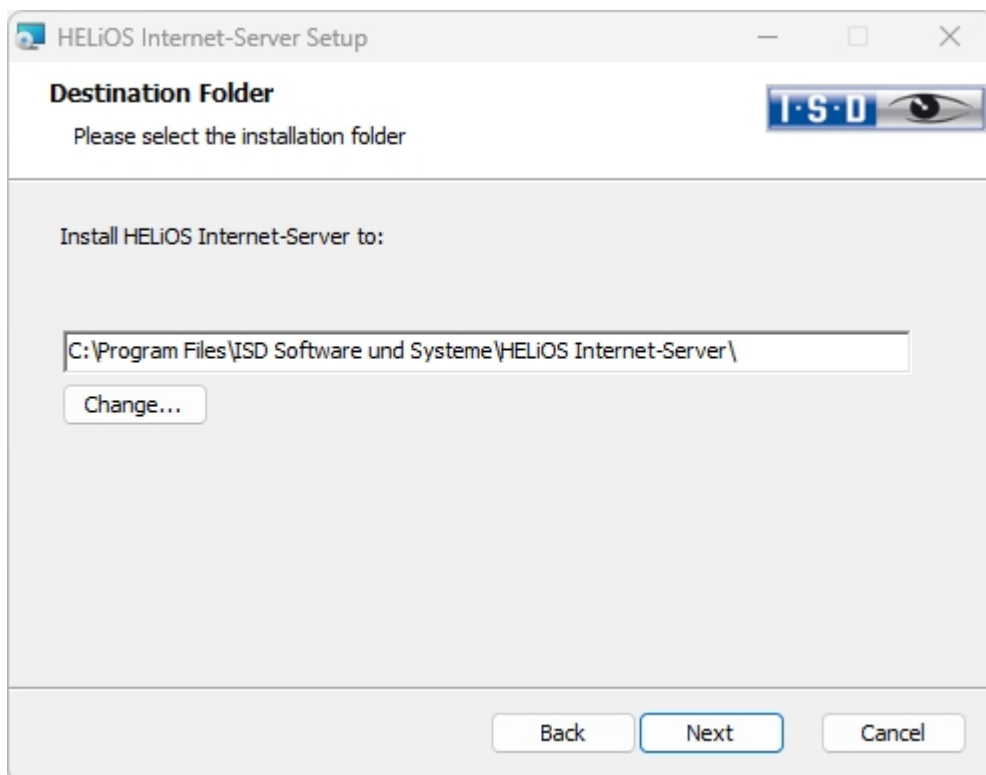 HELiOS Internet-Server Setup
Destination Folder
I·S·D
Please select the installation folder
Install HELiOS Internet-Server to:
C:\Program Files\ISD Software und Systeme\HELiOS Internet-Server\
Change...
Back Next Cancel